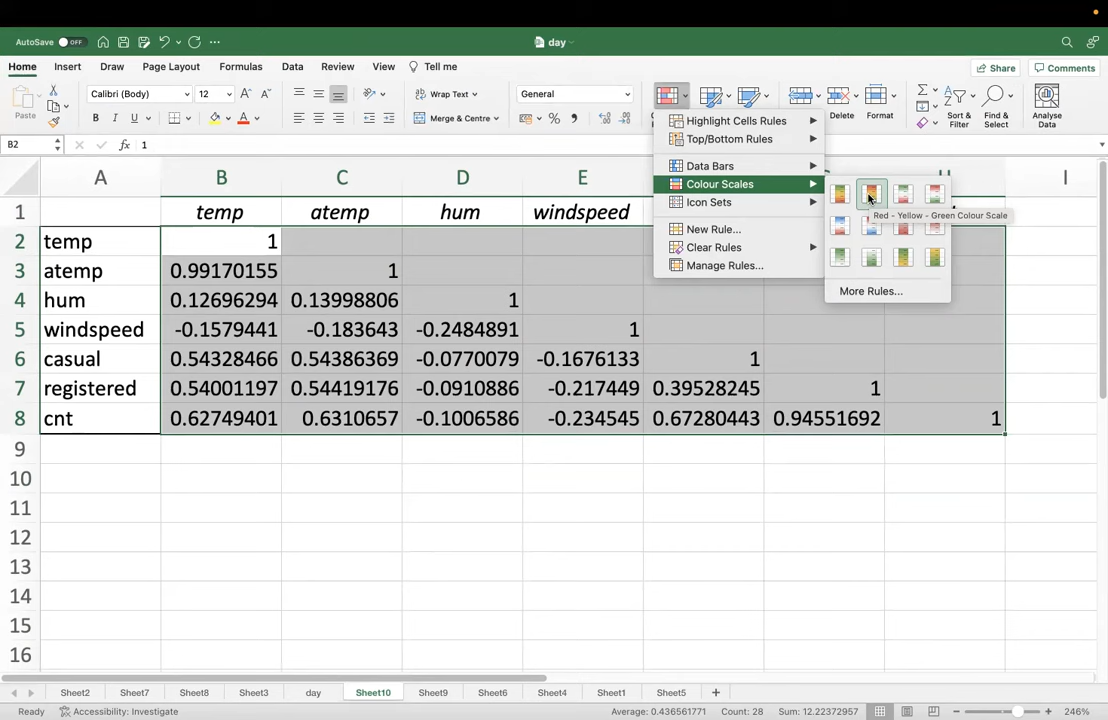 AutoSave OFF ... day
Home Insert Draw Page Layout Formulas Data Review View Tell me Share Comments
Paste Calibri (Body) 12 A A Wrap Text General
B I U A Merge & Centre % Delete Format Sort & Filter Find & Select Analyse Data
B2 fx 1
Highlight Cells Rules
Top/Bottom Rules
Data Bars
Colour Scales
Icon Sets
New Rule...
Clear Rules
Manage Rules...
Red - Yellow - Green Colour Scale
More Rules...
A B C D E I
1 temp atemp hum windspeed
2 temp 1
3 atemp 0.99170155 1
4 hum 0.12696294 0.13998806 1
5 windspeed -0.1579441 -0.183643 -0.2484891 1
6 casual 0.54328466 0.54386369 -0.0770079 -0.1676133 1
7 registered 0.54001197 0.54419176 -0.0910886 -0.217449 0.39528245 1
8 cnt 0.62749401 0.6310657 -0.1006586 -0.234545 0.67280443 0.94551692 1
9
10
11
12
13
14
15
16
Sheet2 Sheet7 Sheet8 Sheet3 day Sheet10 Sheet9 Sheet6 Sheet4 Sheet1 Sheet5 +
Ready Accessibility: Investigate Average: 0.436561771 Count: 28 Sum: 12.22372957 246%